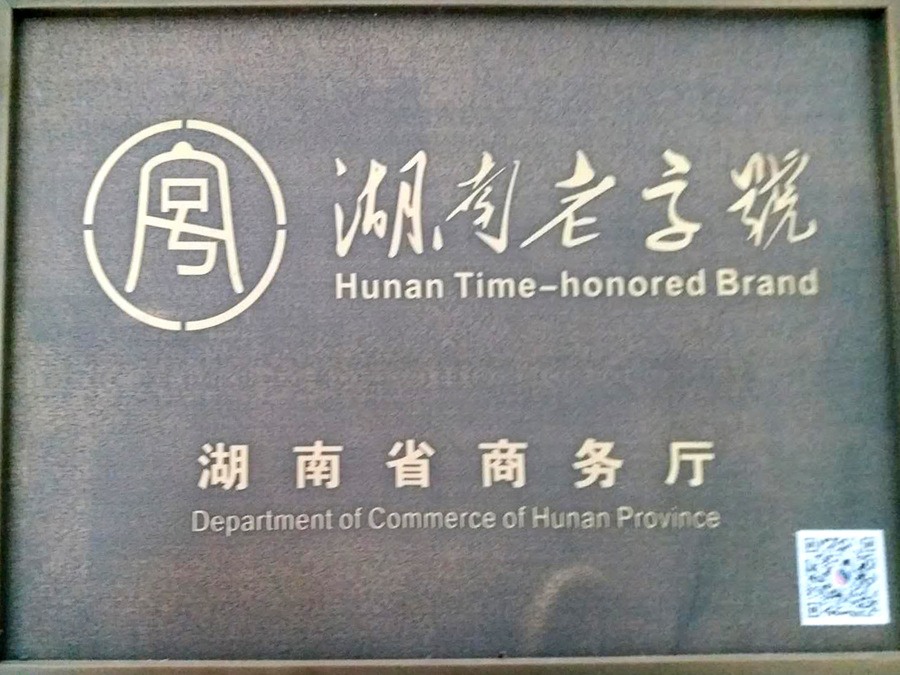 湖南老字號
Hunan Time-honored Brand
湖南省商务厅
Department of Commerce of Hunan Province